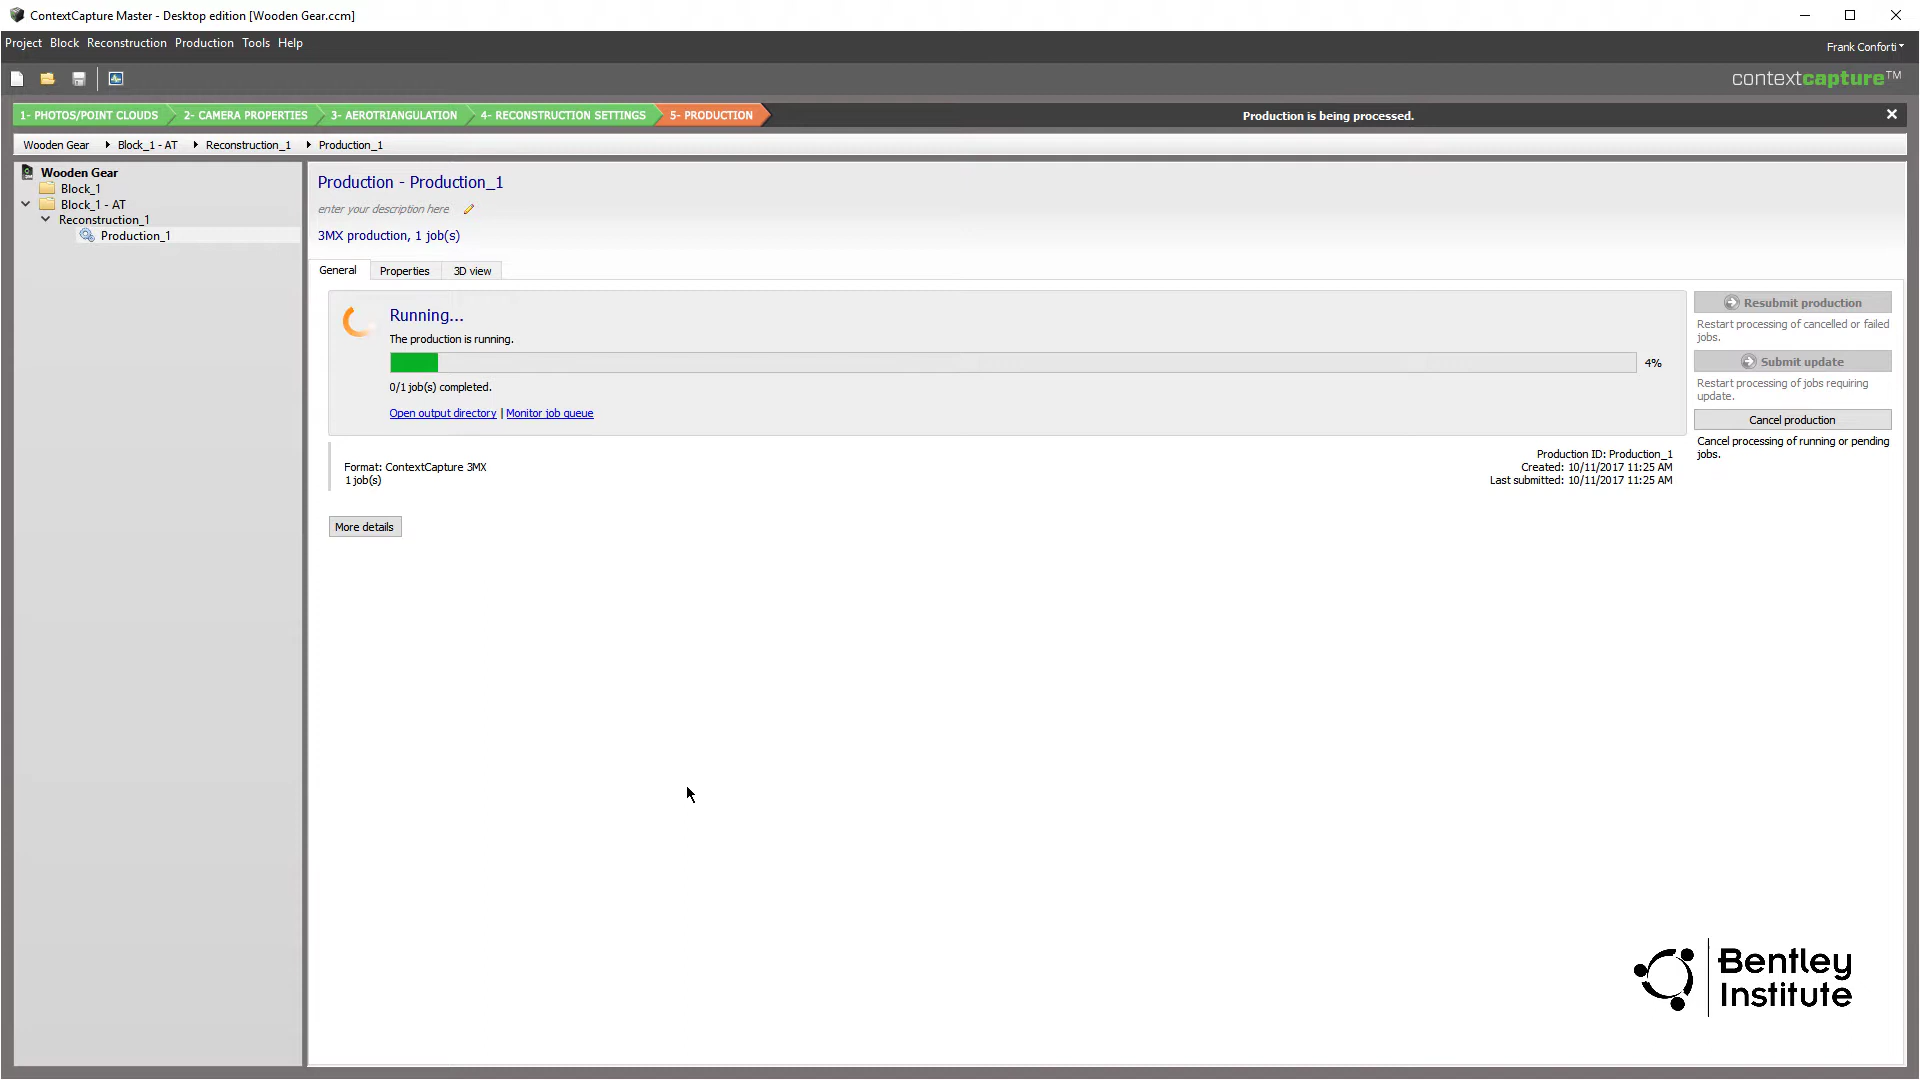 ContextCapture Master - Desktop edition [Wooden Gear.ccm]
Project Block Reconstruction Production Tools Help
Frank Conforti
contextcapture™
1- PHOTOS/POINT CLOUDS 2- CAMERA PROPERTIES 3- AEROTRIANGULATION 4- RECONSTRUCTION SETTINGS 5- PRODUCTION Production is being processed.
Wooden Gear Block_1 - AT Reconstruction_1 Production_1
Wooden Gear
Block_1
Block_1 - AT
Reconstruction_1
Production_1
Production - Production_1
enter your description here
3MX production, 1 job(s)
General Properties 3D view
Running...
The production is running.
4%
0/1 job(s) completed.
Open output directory | Monitor job queue
Resubmit production
Restart processing of cancelled or failed
jobs.
Submit update
Restart processing of jobs requiring
update.
Cancel production
Cancel processing of running or pending
jobs.
Format: ContextCapture 3MX
1 job(s)
Production ID: Production_1
Created: 10/11/2017 11:25 AM
Last submitted: 10/11/2017 11:25 AM
More details
Bentley
Institute